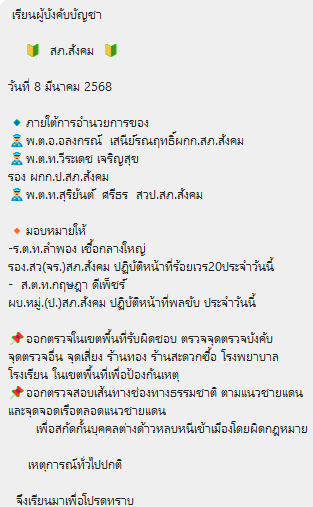 เรียนผู้บังคับบัญชา
🔰 สภ.สังคม 🔰
วันที่ 8 มีนาคม 2568
🔹ภายใต้การอำนวยการของ
👮พ.ต.อ.อลงกรณ์ เสนีย์รณฤทธิ์ผกก.สภ.สังคม
👮พ.ต.ท.วีระเดช เจริญสุข
รอง ผกก.ป.สภ.สังคม
👮พ.ต.ท.สุริยันต์ ศรีธร สวป.สภ.สังคม
🔸มอบหมายให้
-ร.ต.ท.ลำพอง เชื้อกลางใหญ่
รอง.สว(จร.)สภ.สังคม ปฏิบัติหน้าที่ร้อยเวร20ประจำวันนี้
- ส.ต.ท.กฤษฎา ดีเพ็ชร์
ผบ.หมู่.(ป.)สภ.สังคม ปฏิบัติหน้าที่พลขับ ประจำวันนี้
📌ออกตรวจในเขตพื้นที่รับผิดชอบ ตรวจจุดตรวจบังคับ
จุดตรวจอื่น จุดเสี่ยง ร้านทอง ร้านสะดวกซื้อ โรงพยาบาล
โรงเรียน ในเขตพื้นที่เพื่อป้องกันเหตุ
📌ออกตรวจสอบเส้นทางช่องทางธรรมชาติ ตามแนวชายแดน
และจุดจอดเรือตลอดแนวชายแดน
เพื่อสกัดกั้นบุคคลต่างด้าวหลบหนีเข้าเมืองโดยผิดกฎหมาย
เหตุการณ์ทั่วไปปกติ
จึงเรียนมาเพื่อโปรดทราบ